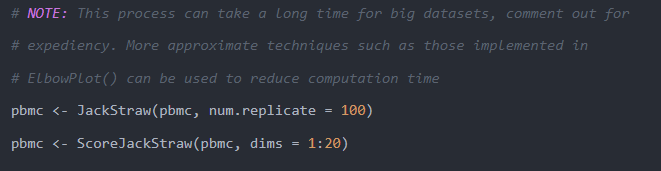 # NOTE: This process can take a long time for big datasets, comment out for
# expediency. More approximate techniques such as those implemented in
# ElbowPlot() can be used to reduce computation time
pbmc <- JackStraw(pbmc, num.replicate = 100)
pbmc <- ScoreJackStraw(pbmc, dims = 1:20)